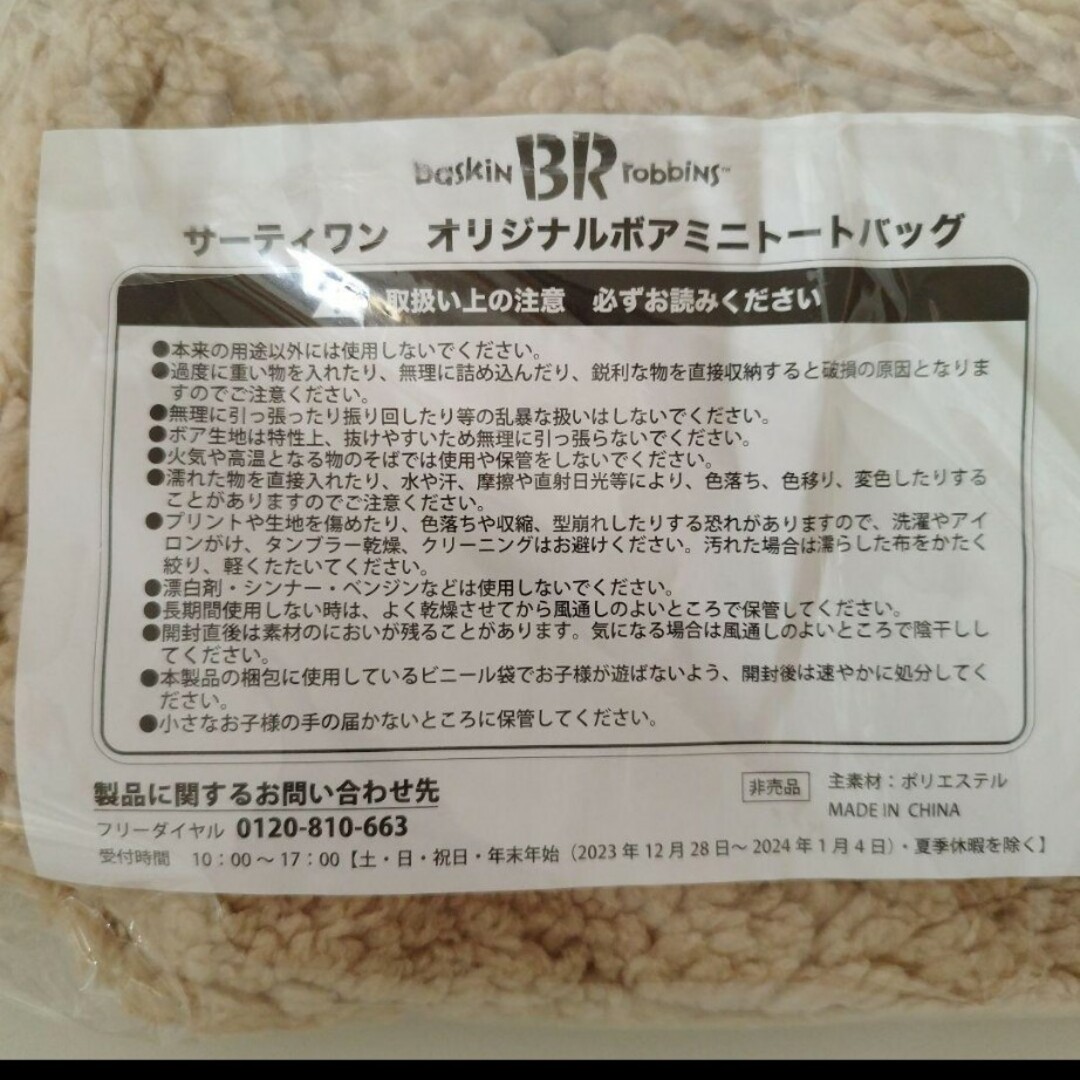 baskin BR robbins™
サーティワン　オリジナルボアミニトートバッグ
取扱い上の注意　必ずお読みください
●本来の用途以外には使用しないでください。
●過度に重い物を入れたり、無理に詰め込んだり、鋭利な物を直接収納すると破損の原因となりま
すのでご注意ください。
●無理に引っ張ったり振り回したり等の乱暴な扱いはしないでください。
●ボア生地は特性上、抜けやすいため無理に引っ張らないでください。
●火気や高温となる物のそばでは使用や保管をしないでください。
●濡れた物を直接入れたり、水や汗、摩擦や直射日光等により、色落ち、色移り、変色したりする
ことがありますのでご注意ください。
●プリントや生地を傷めたり、色落ちや収縮、型崩れしたりする恐れがありますので、洗濯やアイ
ロンがけ、タンブラー乾燥、クリーニングはお避けください。汚れた場合は濡らした布をかたく
絞り、軽くたたいてください。
●漂白剤・シンナー・ベンジンなどは使用しないでください。
●長期間使用しない時は、よく乾燥させてから風通しのよいところで保管してください。
●開封直後は素材のにおいが残ることがあります。気になる場合は風通しのよいところで陰干しし
てください。
●本製品の梱包に使用しているビニール袋でお子様が遊ばないよう、開封後は速やかに処分してく
ださい。
●小さなお子様の手の届かないところに保管してください。
製品に関するお問い合わせ先
フリーダイヤル 0120-810-663
受付時間　10：00～17：00【土・日・祝日・年末年始（2023年12月28日～2024年1月4日）・夏季休暇を除く】
非売品
主素材：ポリエステル
MADE IN CHINA